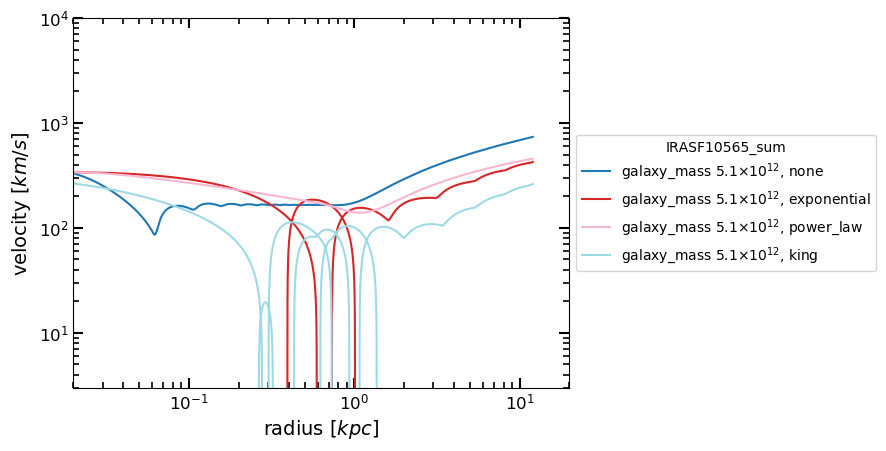 10⁴
10³
10²
10¹
velocity [km/s]
10⁻¹
10⁰
10¹
radius [kpc]
IRASF10565_sum
galaxy_mass 5.1×10¹², none
galaxy_mass 5.1×10¹², exponential
galaxy_mass 5.1×10¹², power_law
galaxy_mass 5.1×10¹², king